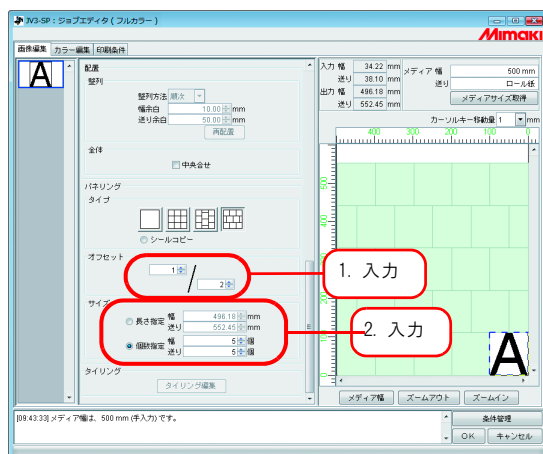 JV3-SP：ジョブエディタ(フルカラー)
Mimaki
画像編集 カラー編集 印刷条件
A
配置
整列
整列方法 順次
幅余白 10.00 mm
送り余白 50.00 mm
再配置
全体
中央合せ
パネリング
タイプ
シールコピー
オフセット
1 / 2
サイズ
長さ指定 幅 496.18 mm
送り 552.45 mm
個数指定 幅 5 個
送り 5 個
タイリング
タイリング編集
入力 幅 34.22 mm
送り 38.10 mm
出力 幅 496.18 mm
送り 552.45 mm
メディア幅 500 mm
送り ロール紙
メディアサイズ取得
カーソルキー移動量 1 mm
400 300 200 100 0
500
400
200
100
0
1. 入力
2. 入力
A
メディア幅 ズームアウト ズームイン
[09:43:33] メディア幅は、500 mm (手入力) です。
条件管理
OK キャンセル